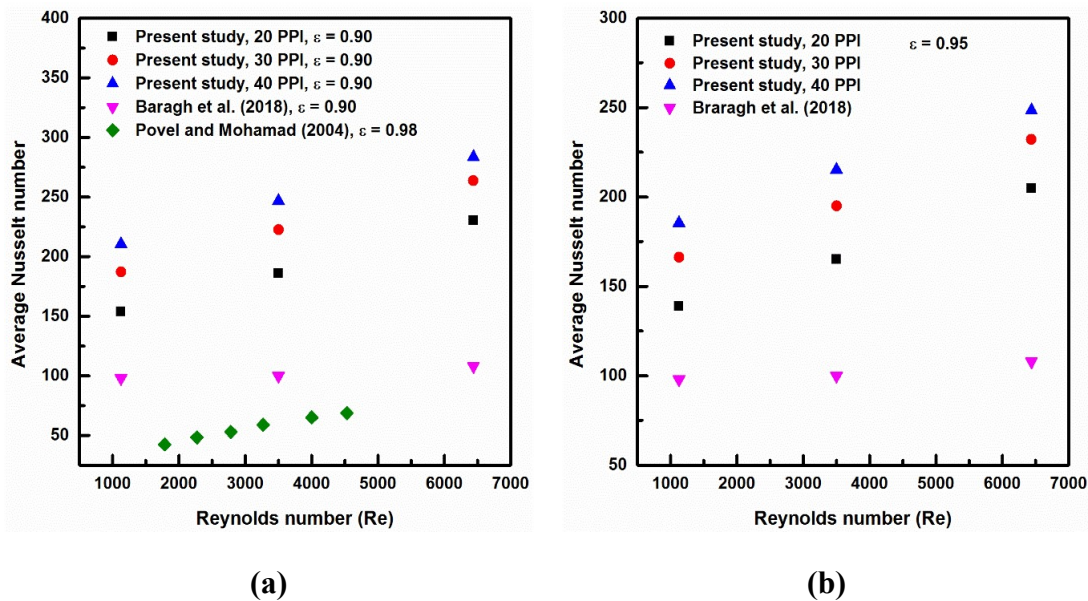 400
350
300
250
200
150
100
50
Average Nusselt number
Present study, 20 PPI, ε = 0.90
Present study, 30 PPI, ε = 0.90
Present study, 40 PPI, ε = 0.90
Baragh et al. (2018), ε = 0.90
Povel and Mohamad (2004), ε = 0.98
1000 2000 3000 4000 5000 6000 7000
Reynolds number (Re)
(a)
300
250
200
150
100
50
Average Nusselt number
Present study, 20 PPI ε = 0.95
Present study, 30 PPI
Present study, 40 PPI
Braragh et al. (2018)
1000 2000 3000 4000 5000 6000 7000
Reynolds number (Re)
(b)